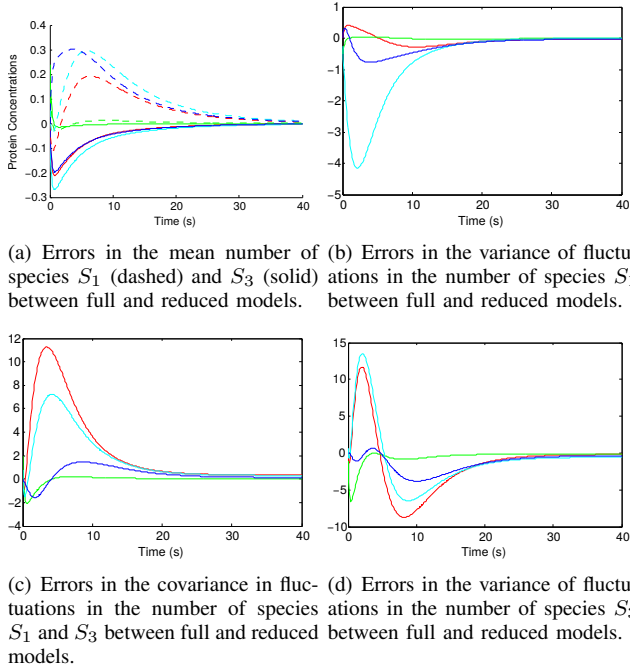 0.4
0.3
0.2
0.1
0
-0.1
-0.2
-0.3
Protein Concentrations
0 10 20 30 40
Time (s)
1
0
-1
-2
-3
-4
-5
0 10 20 30 40
Time (s)
(a) Errors in the mean number of
species S₁ (dashed) and S₃ (solid)
between full and reduced models.
(b) Errors in the variance of fluctu
ations in the number of species S₁
between full and reduced models.
12
10
8
6
4
2
0
-2
-4
0 10 20 30 40
Time (s)
15
10
5
0
-5
-10
0 10 20 30 40
Time (s)
(c) Errors in the covariance in fluc-
tuations in the number of species
S₁ and S₃ between full and reduced
models.
(d) Errors in the variance of fluctu
ations in the number of species S₃
between full and reduced models.